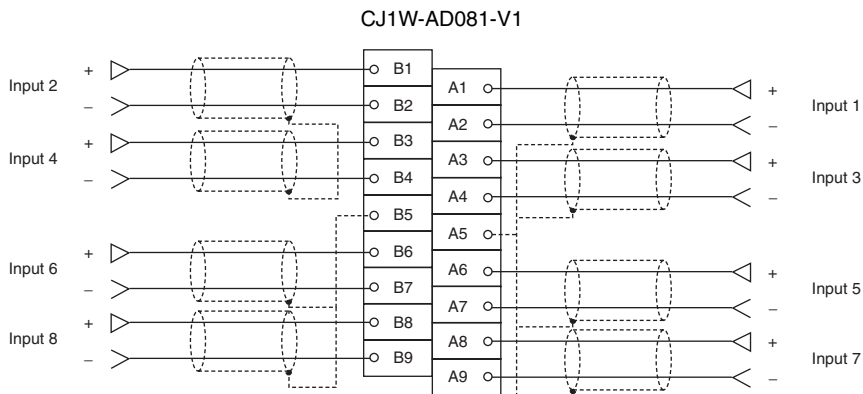 CJ1W-AD081-V1
Input 2
+
–
Input 4
+
–
Input 6
+
–
Input 8
+
–
B1
B2
B3
B4
B5
B6
B7
B8
B9
A1
A2
A3
A4
A5
A6
A7
A8
A9
+
–
Input 1
+
–
Input 3
+
–
Input 5
+
–
Input 7